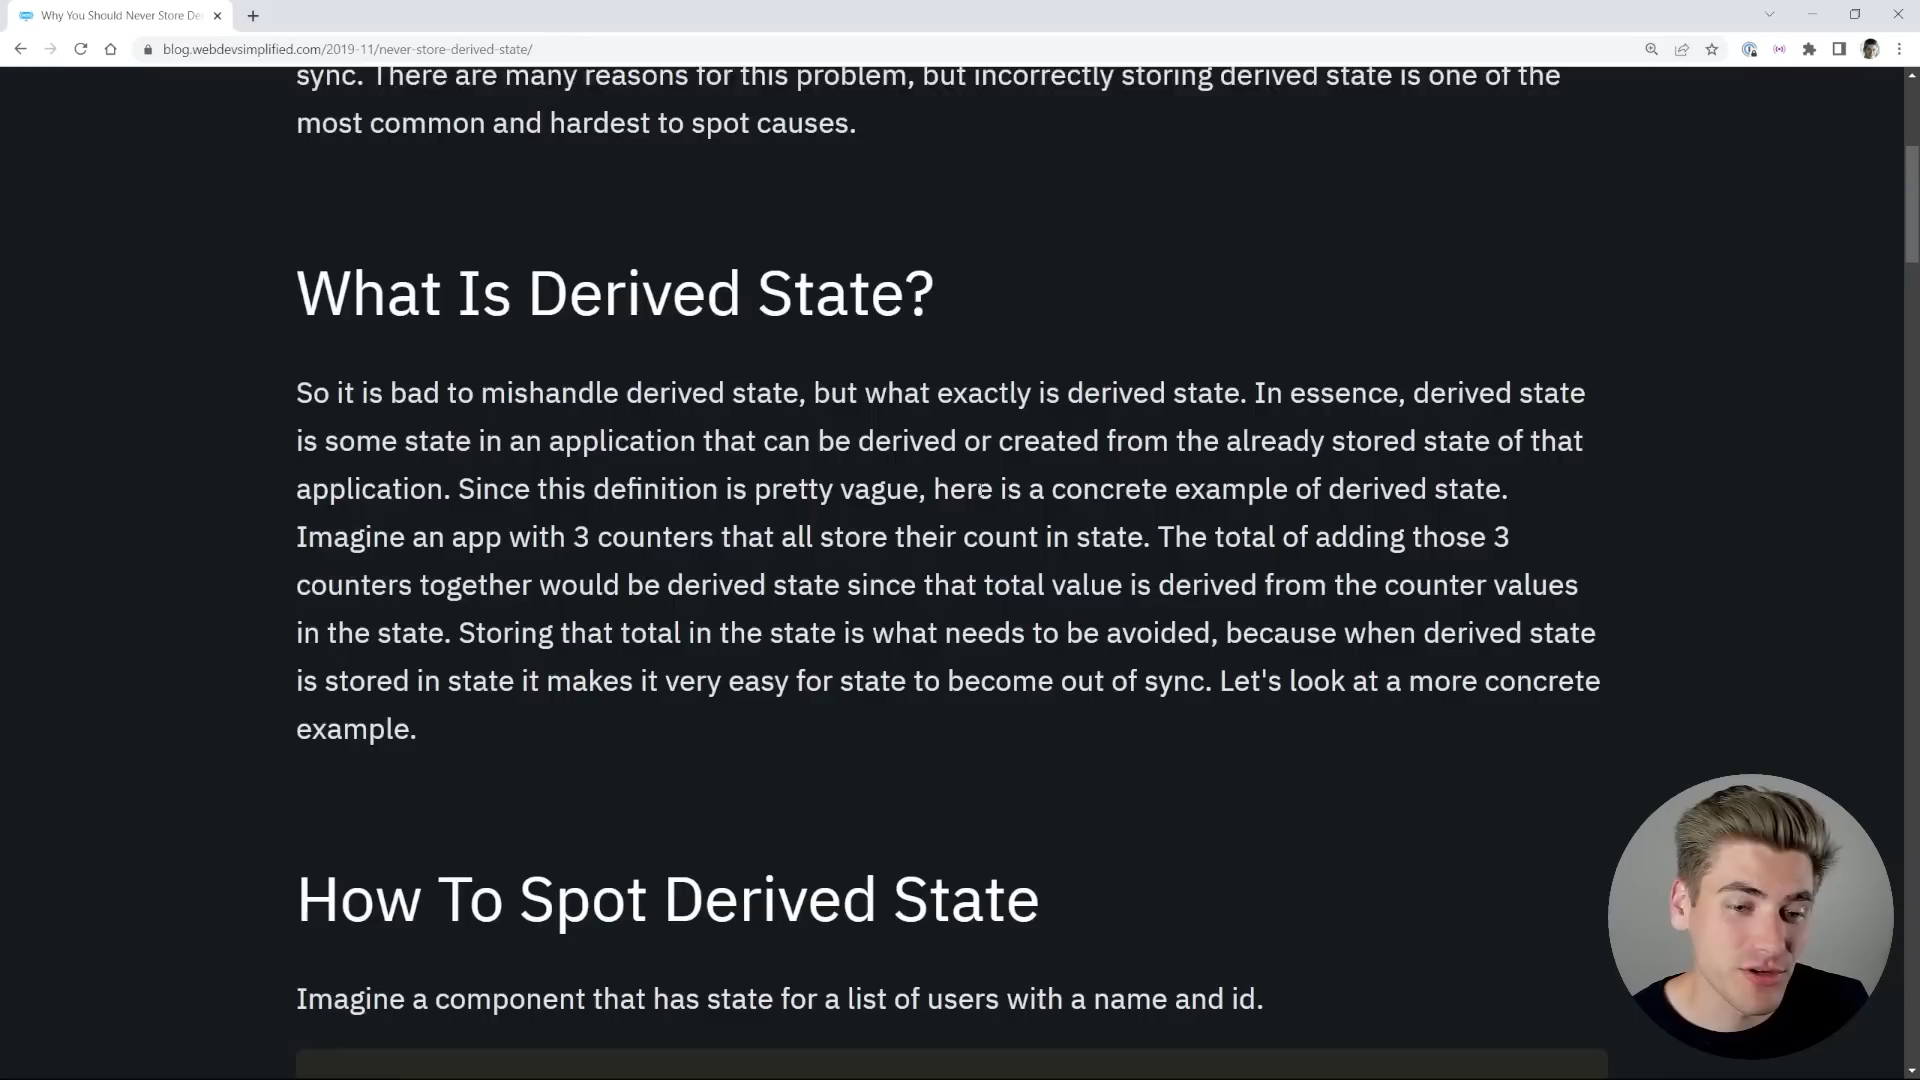 Why You Should Never Store De
blog.webdevsimplified.com/2019-11/never-store-derived-state/
sync. There are many reasons for this problem, but incorrectly storing derived state is one of the
most common and hardest to spot causes.
What Is Derived State?
So it is bad to mishandle derived state, but what exactly is derived state. In essence, derived state
is some state in an application that can be derived or created from the already stored state of that
application. Since this definition is pretty vague, here is a concrete example of derived state.
Imagine an app with 3 counters that all store their count in state. The total of adding those 3
counters together would be derived state since that total value is derived from the counter values
in the state. Storing that total in the state is what needs to be avoided, because when derived state
is stored in state it makes it very easy for state to become out of sync. Let's look at a more concrete
example.
How To Spot Derived State
Imagine a component that has state for a list of users with a name and id.